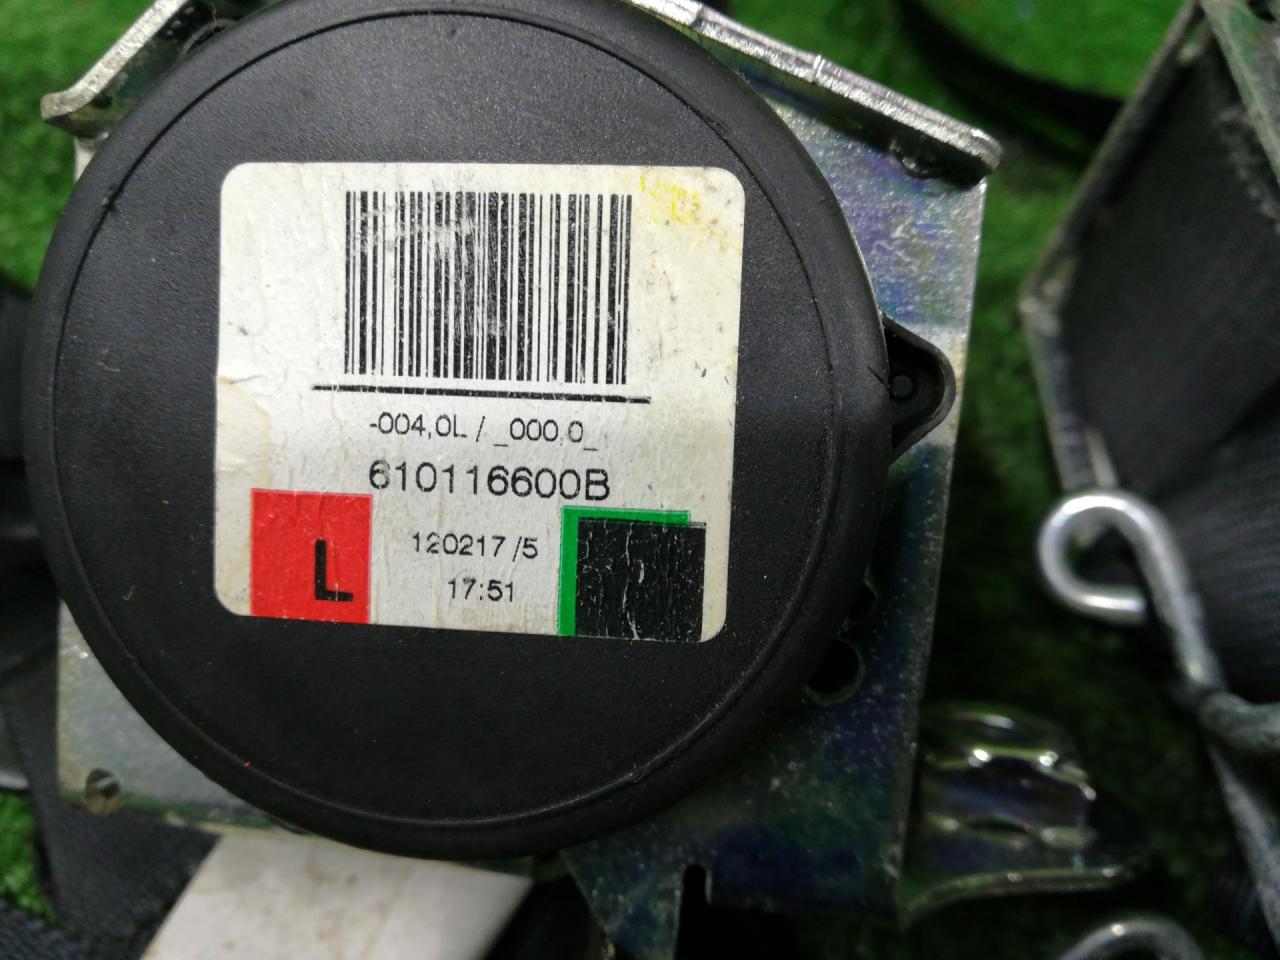 -004,0L / _000,0_
610116600B
120217 /5
17:51
L